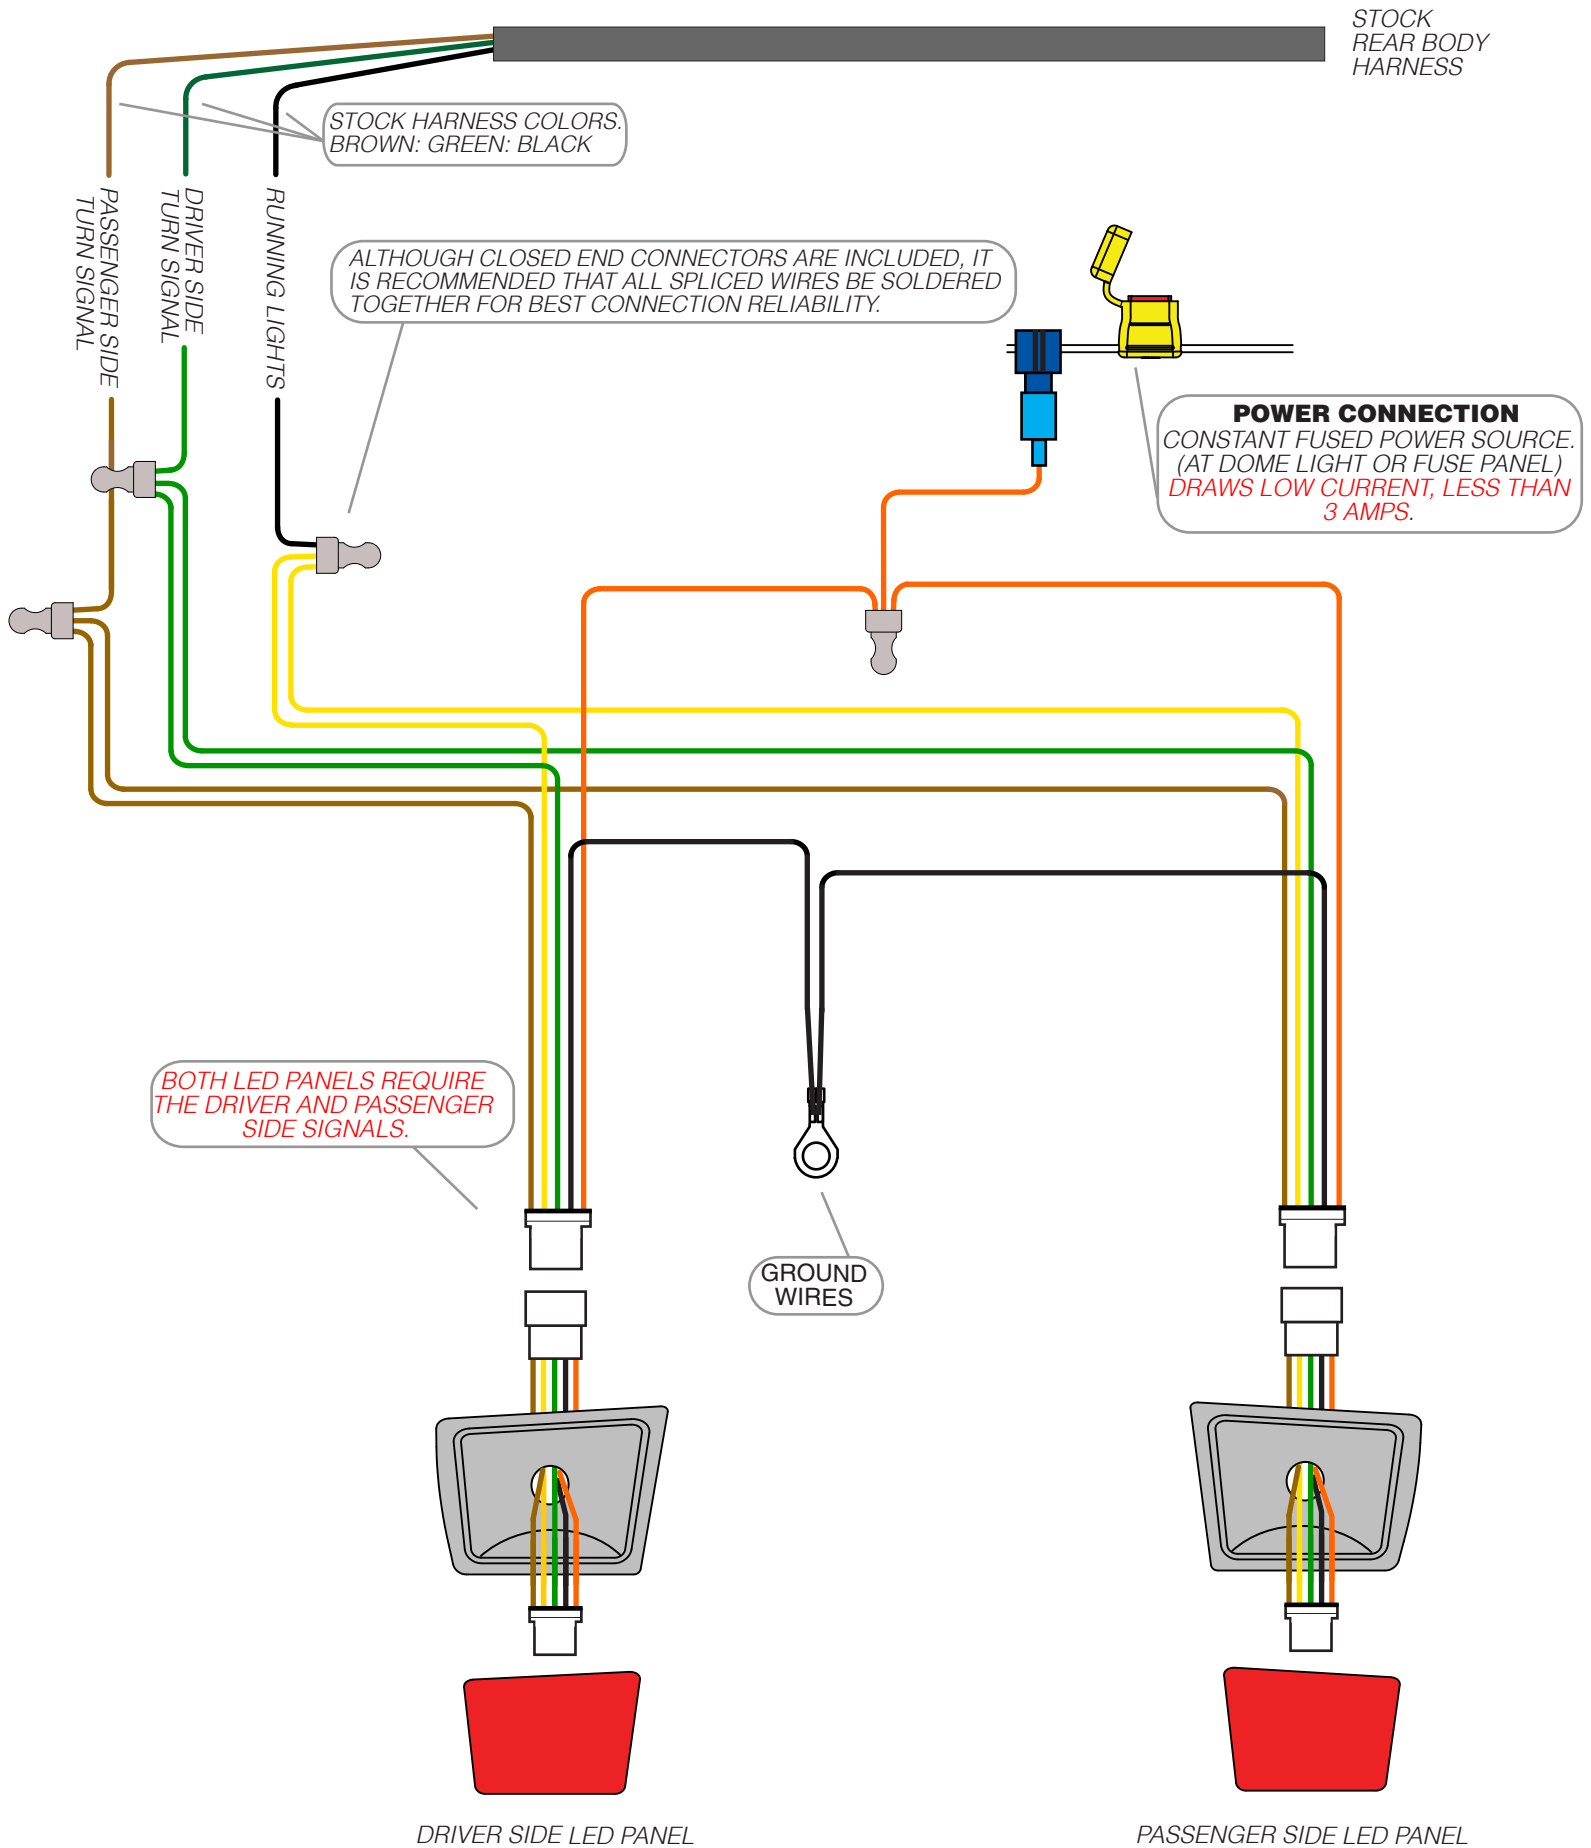 STOCK
REAR BODY
HARNESS
STOCK HARNESS COLORS.
BROWN: GREEN: BLACK
PASSENGER SIDE
TURN SIGNAL
DRIVER SIDE
TURN SIGNAL
RUNNING LIGHTS
ALTHOUGH CLOSED END CONNECTORS ARE INCLUDED, IT
IS RECOMMENDED THAT ALL SPLICED WIRES BE SOLDERED
TOGETHER FOR BEST CONNECTION RELIABILITY.
POWER CONNECTION
CONSTANT FUSED POWER SOURCE.
(AT DOME LIGHT OR FUSE PANEL)
DRAWS LOW CURRENT, LESS THAN
3 AMPS.
BOTH LED PANELS REQUIRE
THE DRIVER AND PASSENGER
SIDE SIGNALS.
GROUND
WIRES
DRIVER SIDE LED PANEL
PASSENGER SIDE LED PANEL